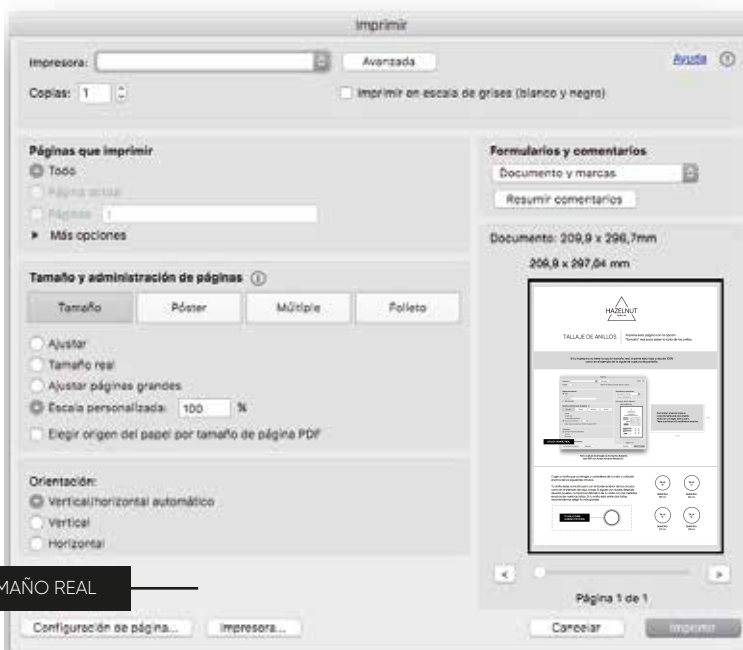 Imprimir
Impresora:
Avanzada
Ayuda
Copias: 1
Imprimir en escala de grises (blanco y negro)
Páginas que imprimir
Todo
Página actual
Páginas 1
Más opciones
Formularios y comentarios
Documento y marcas
Resumir comentarios
Documento: 209,9 x 296,7mm
209,9 x 297,04 mm
Tamaño y administración de páginas
Tamaño Póster Múltiple Folleto
Ajustar
Tamaño real
Ajustar páginas grandes
Escala personalizada: 100 %
Elegir origen del papel por tamaño de página PDF
Orientación:
Vertical/horizontal automático
Vertical
Horizontal
HAZELNUT
TALLAJE DE ANILLOS
MAÑO REAL
< >
Página 1 de 1
Configuración de página... Impresora...
Cancelar Imprimir